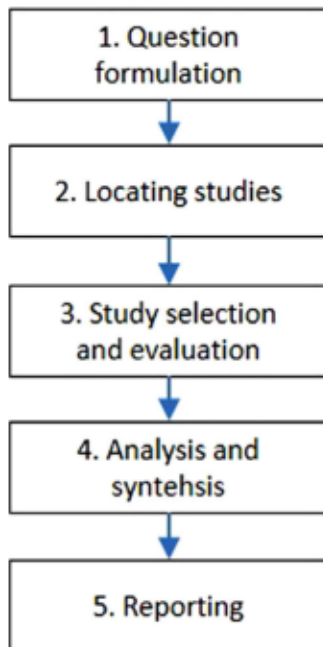 1. Question
formulation
2. Locating studies
3. Study selection
and evaluation
4. Analysis and
syntehsis
5. Reporting